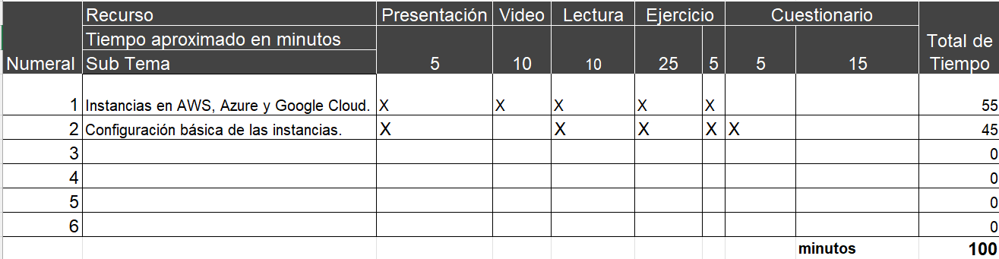 Recurso Presentación Video Lectura Ejercicio Cuestionario
Tiempo aproximado en minutos
Numeral Sub Tema 5 10 10 25 5 5 15 Total de Tiempo
1 Instancias en AWS, Azure y Google Cloud. X X X X X 55
2 Configuración básica de las instancias. X X X X X 45
3 0
4 0
5 0
6 0
minutos 100